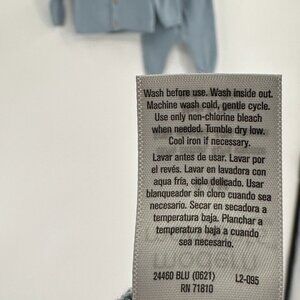 Wash before use. Wash inside out.
Machine wash cold, gentle cycle.
Use only non-chlorine bleach
when needed. Tumble dry low.
Cool iron if necessary.
Lavar antes de usar. Lavar por
el revés. Lavar en lavadora con
agua fría, ciclo delicado. Usar
blanqueador sin cloro cuando sea
necesario. Secar en secadora a
temperatura baja. Planchar a
temperatura baja cuando
sea necesario.
24460 BLU (0621) L2-095
RN 71810